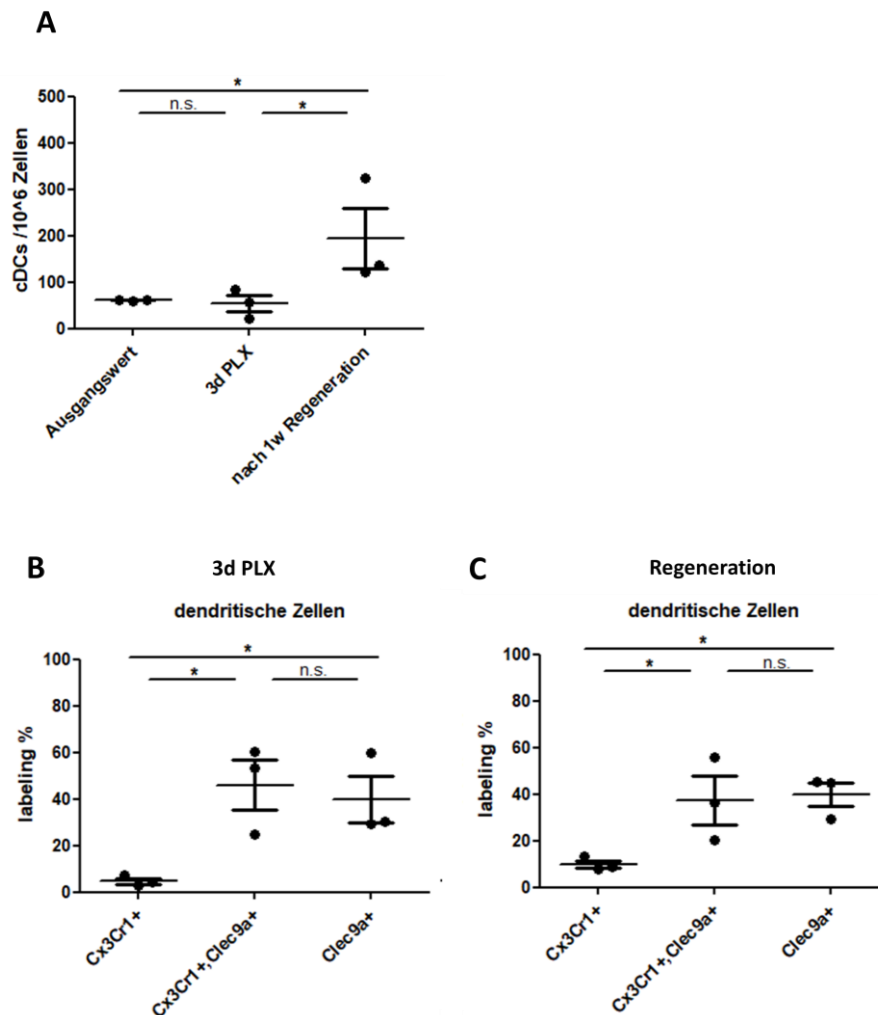 A
*
n.s.
*
500
400
300
200
100
0
cDCs /10^6 Zellen
Ausgangswert
3d PLX
nach 1w Regeneration
B
3d PLX
dendritische Zellen
*
*
n.s.
100
80
60
40
20
0
labeling %
Cx3Cr1+
Cx3Cr1+,Clec9a+
Clec9a+
C
Regeneration
dendritische Zellen
*
*
n.s.
100
80
60
40
20
0
labeling %
Cx3Cr1+
Cx3Cr1+,Clec9a+
Clec9a+